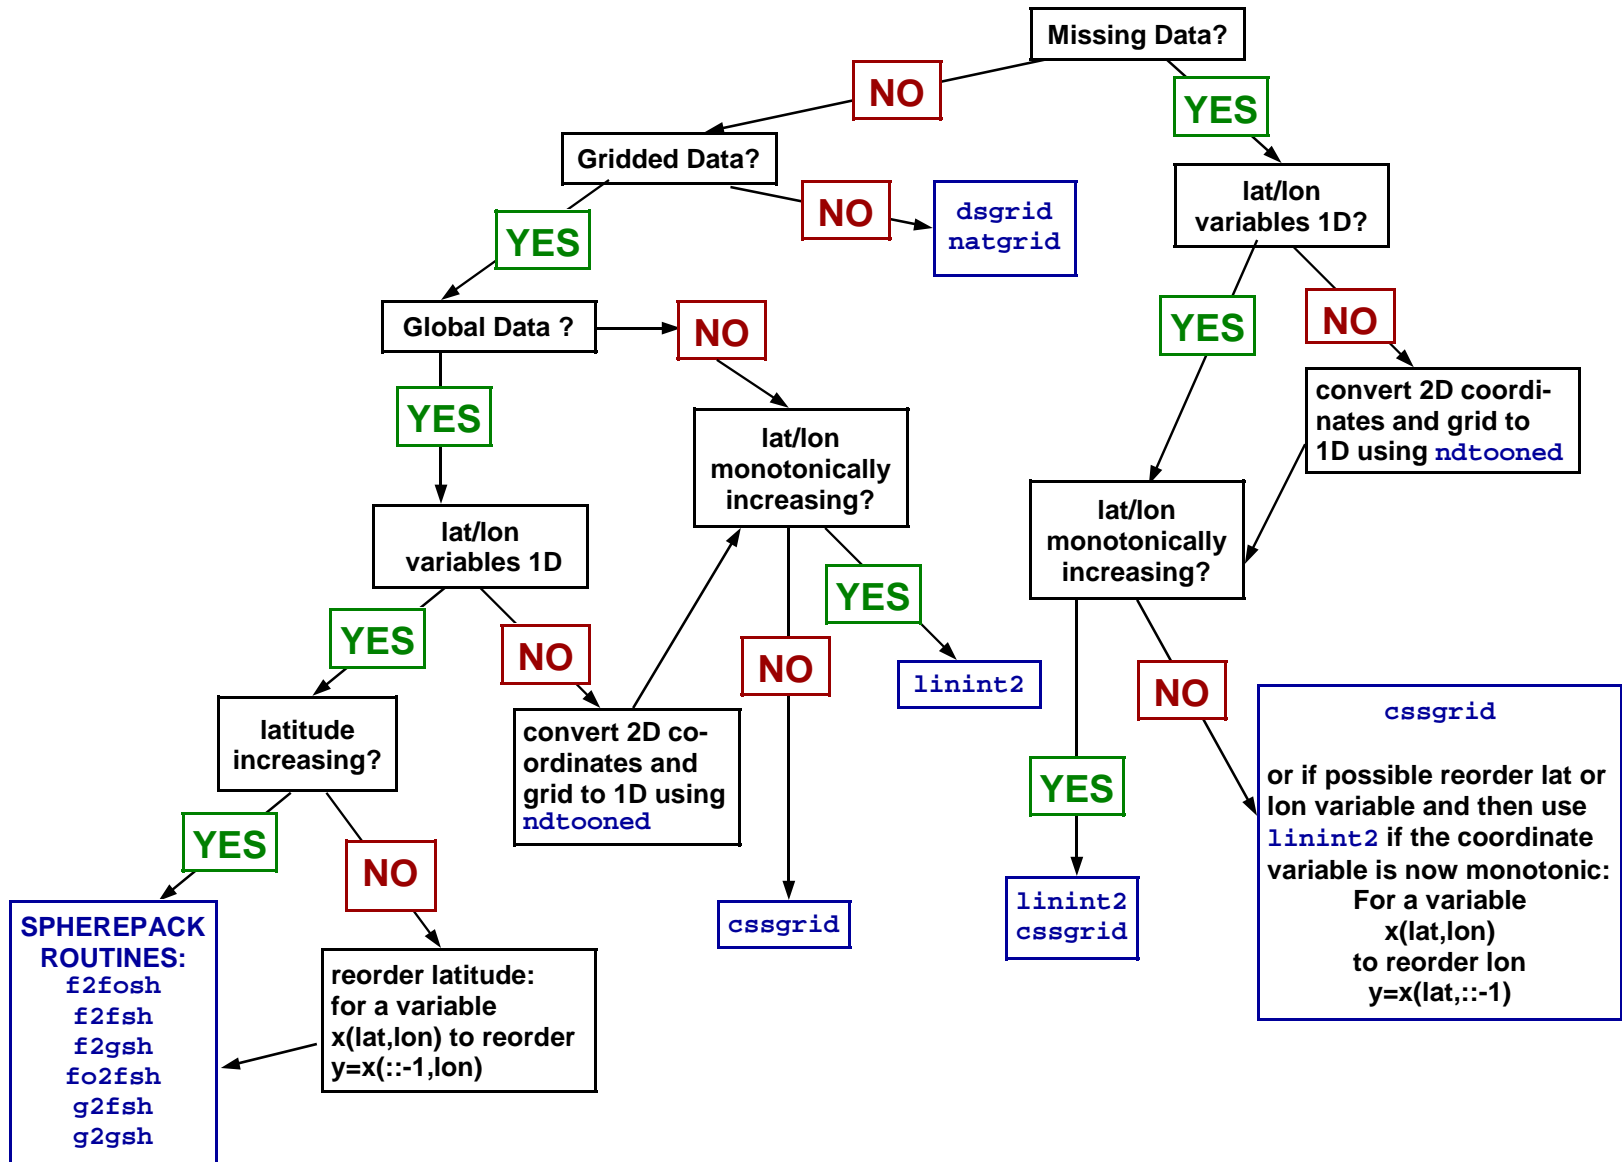 Missing Data?
NO
YES
Gridded Data?
NO
dsgrid
natgrid
lat/lon
variables 1D?
YES
Global Data ?
NO
YES
NO
YES
convert 2D coordi-
nates and grid to
1D using ndtooned
lat/lon
monotonically
increasing?
lat/lon
monotonically
increasing?
lat/lon
variables 1D
YES
YES
NO
NO
linint2
NO
cssgrid
or if possible reorder lat or
lon variable and then use
linint2 if the coordinate
variable is now monotonic:
For a variable
x(lat,lon)
to reorder lon
y=x(lat,::-1)
latitude
increasing?
convert 2D co-
ordinates and
grid to 1D using
ndtooned
YES
YES
NO
cssgrid
linint2
cssgrid
SPHEREPACK
ROUTINES:
f2fosh
f2fsh
f2gsh
fo2fsh
g2fsh
g2gsh
reorder latitude:
for a variable
x(lat,lon) to reorder
y=x(::-1,lon)